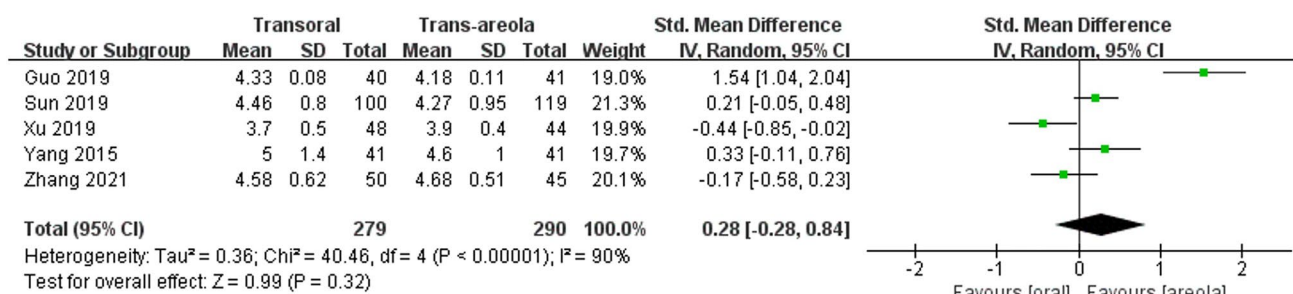 Transoral Trans-areola Std. Mean Difference Std. Mean Difference
Study or Subgroup Mean SD Total Mean SD Total Weight IV, Random, 95% CI IV, Random, 95% CI
Guo 2019 4.33 0.08 40 4.18 0.11 41 19.0% 1.54 [1.04, 2.04]
Sun 2019 4.46 0.8 100 4.27 0.95 119 21.3% 0.21 [-0.05, 0.48]
Xu 2019 3.7 0.5 48 3.9 0.4 44 19.9% -0.44 [-0.85, -0.02]
Yang 2015 5 1.4 41 4.6 1 41 19.7% 0.33 [-0.11, 0.76]
Zhang 2021 4.58 0.62 50 4.68 0.51 45 20.1% -0.17 [-0.58, 0.23]
Total (95% CI) 279 290 100.0% 0.28 [-0.28, 0.84]
Heterogeneity: Tau² = 0.36; Chi² = 40.46, df = 4 (P < 0.00001); I² = 90%
Test for overall effect: Z = 0.99 (P = 0.32)
-2 -1 0 1 2
Favours [oral] Favours [areola]